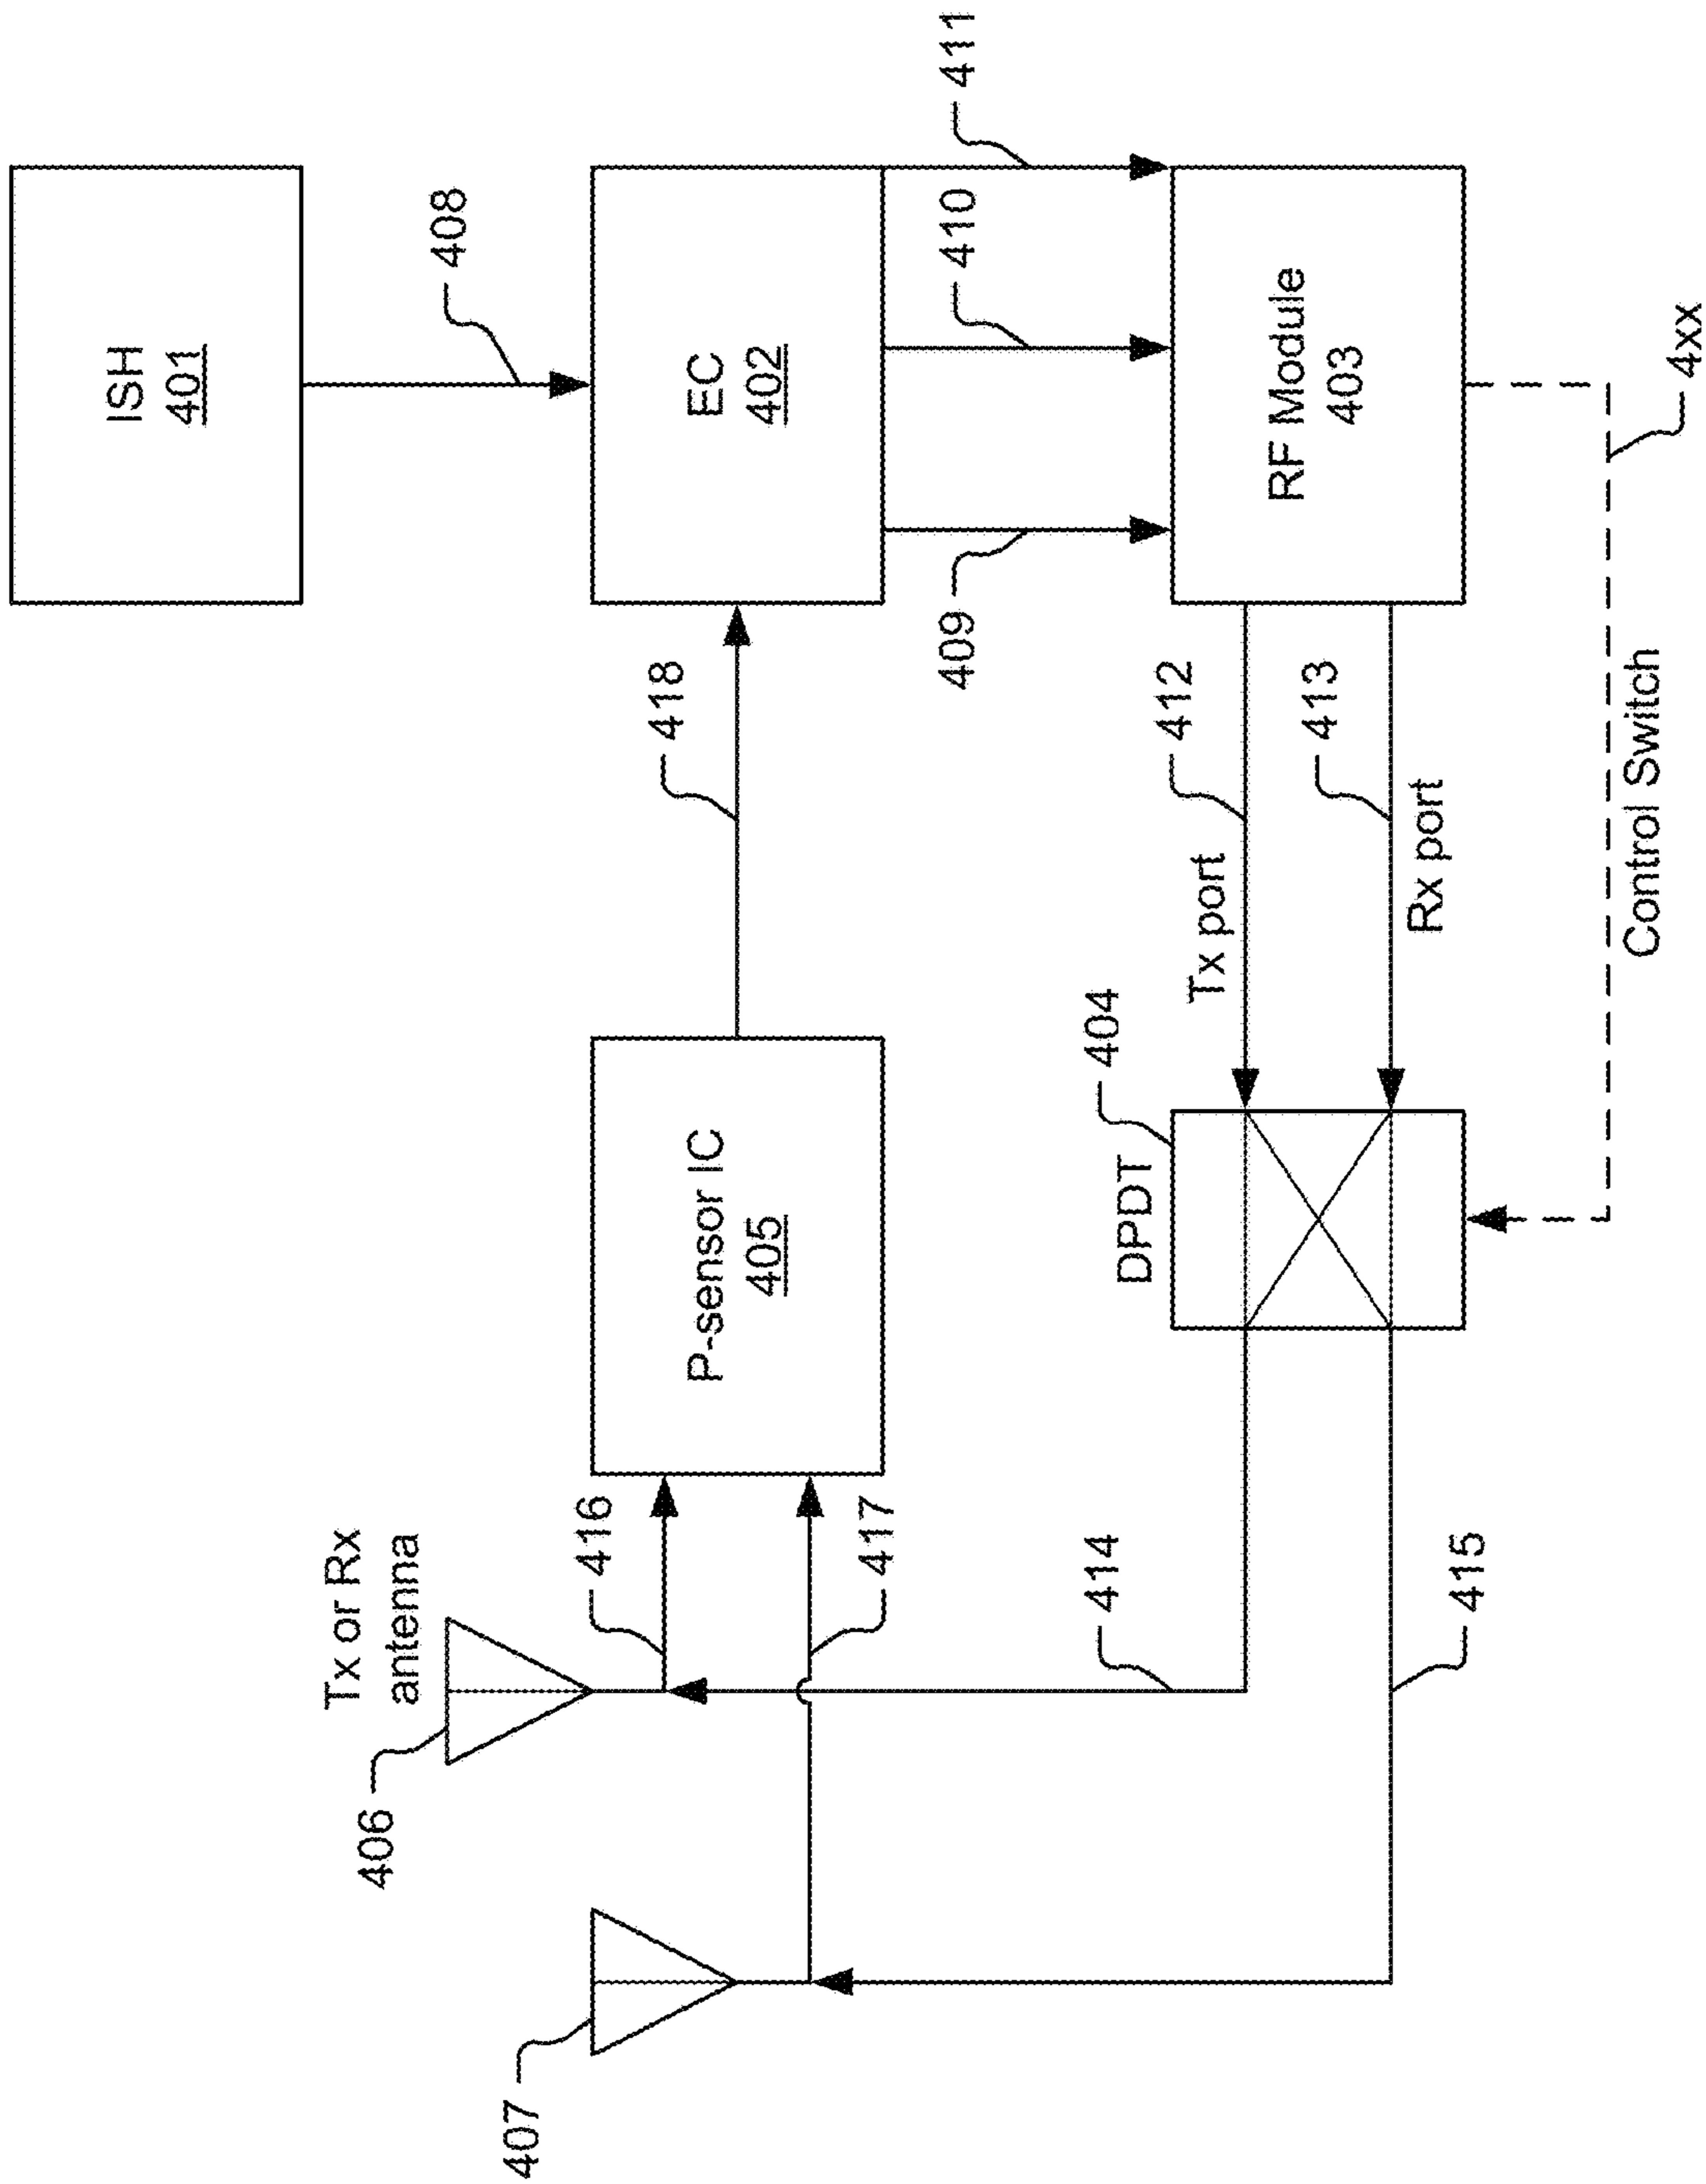 ISH
401
408
EC
402
411
410
409
RF Module
403
4xx
Control Switch
418
412
413
Tx port
Rx port
P-sensor IC
405
404
DPDT
Tx or Rx
antenna
416
417
414
415
406
407